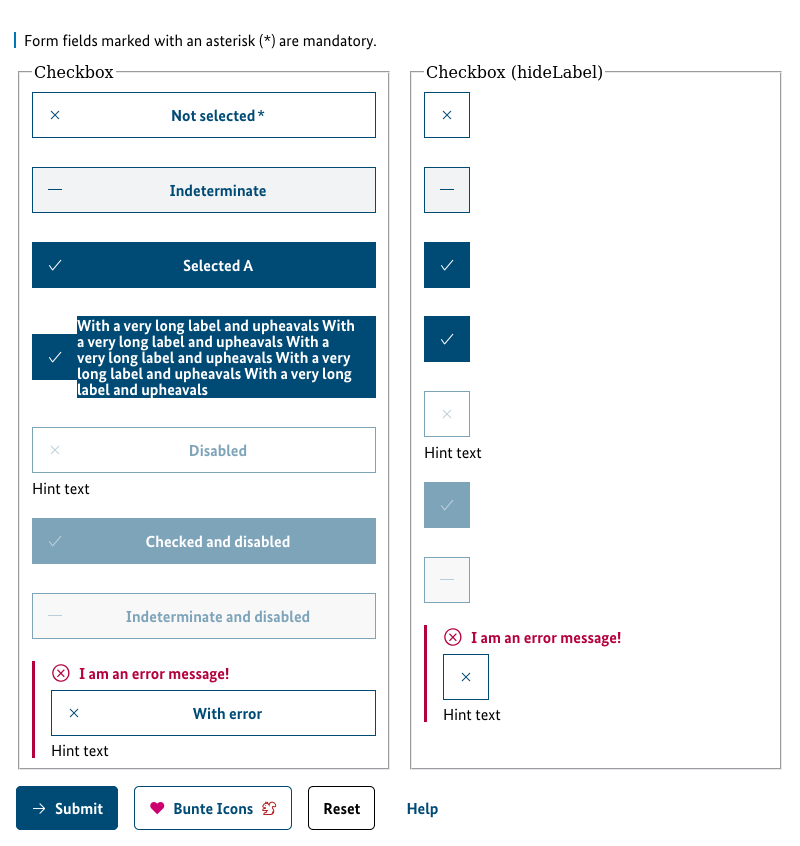 Form fields marked with an asterisk (*) are mandatory.
Checkbox
Not selected *
Indeterminate
Selected A
With a very long label and upheavals With
a very long label and upheavals With a
very long label and upheavals With a very
long label and upheavals With a very long
label and upheavals
Disabled
Hint text
Checked and disabled
Indeterminate and disabled
I am an error message!
With error
Hint text
Checkbox (hideLabel)
Hint text
I am an error message!
Hint text
Submit
Bunte Icons
Reset
Help